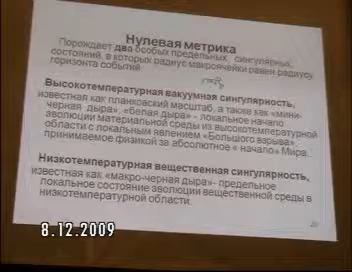 Нулевая метрика
Порождает два особых предельных, сингулярных,
состояний, в которых радиус макроячейки равен радиусу
горизонта событий
Высокотемпературная вакуумная сингулярность,
известная как планковский масштаб, а также как «мини-
черная дыра», «белая дыра» - локальное начало
эволюции материальной среды из высокотемпературной
области с локальным явлением «Большого взрыва»,
принимаемое физикой за абсолютное « начало» Мира.
Низкотемпературная вещественная сингулярность,
известная как «макро-черная дыра»- предельное
локальное состояние эволюции вещественной среды в
низкотемпературной области.
8.12.2009